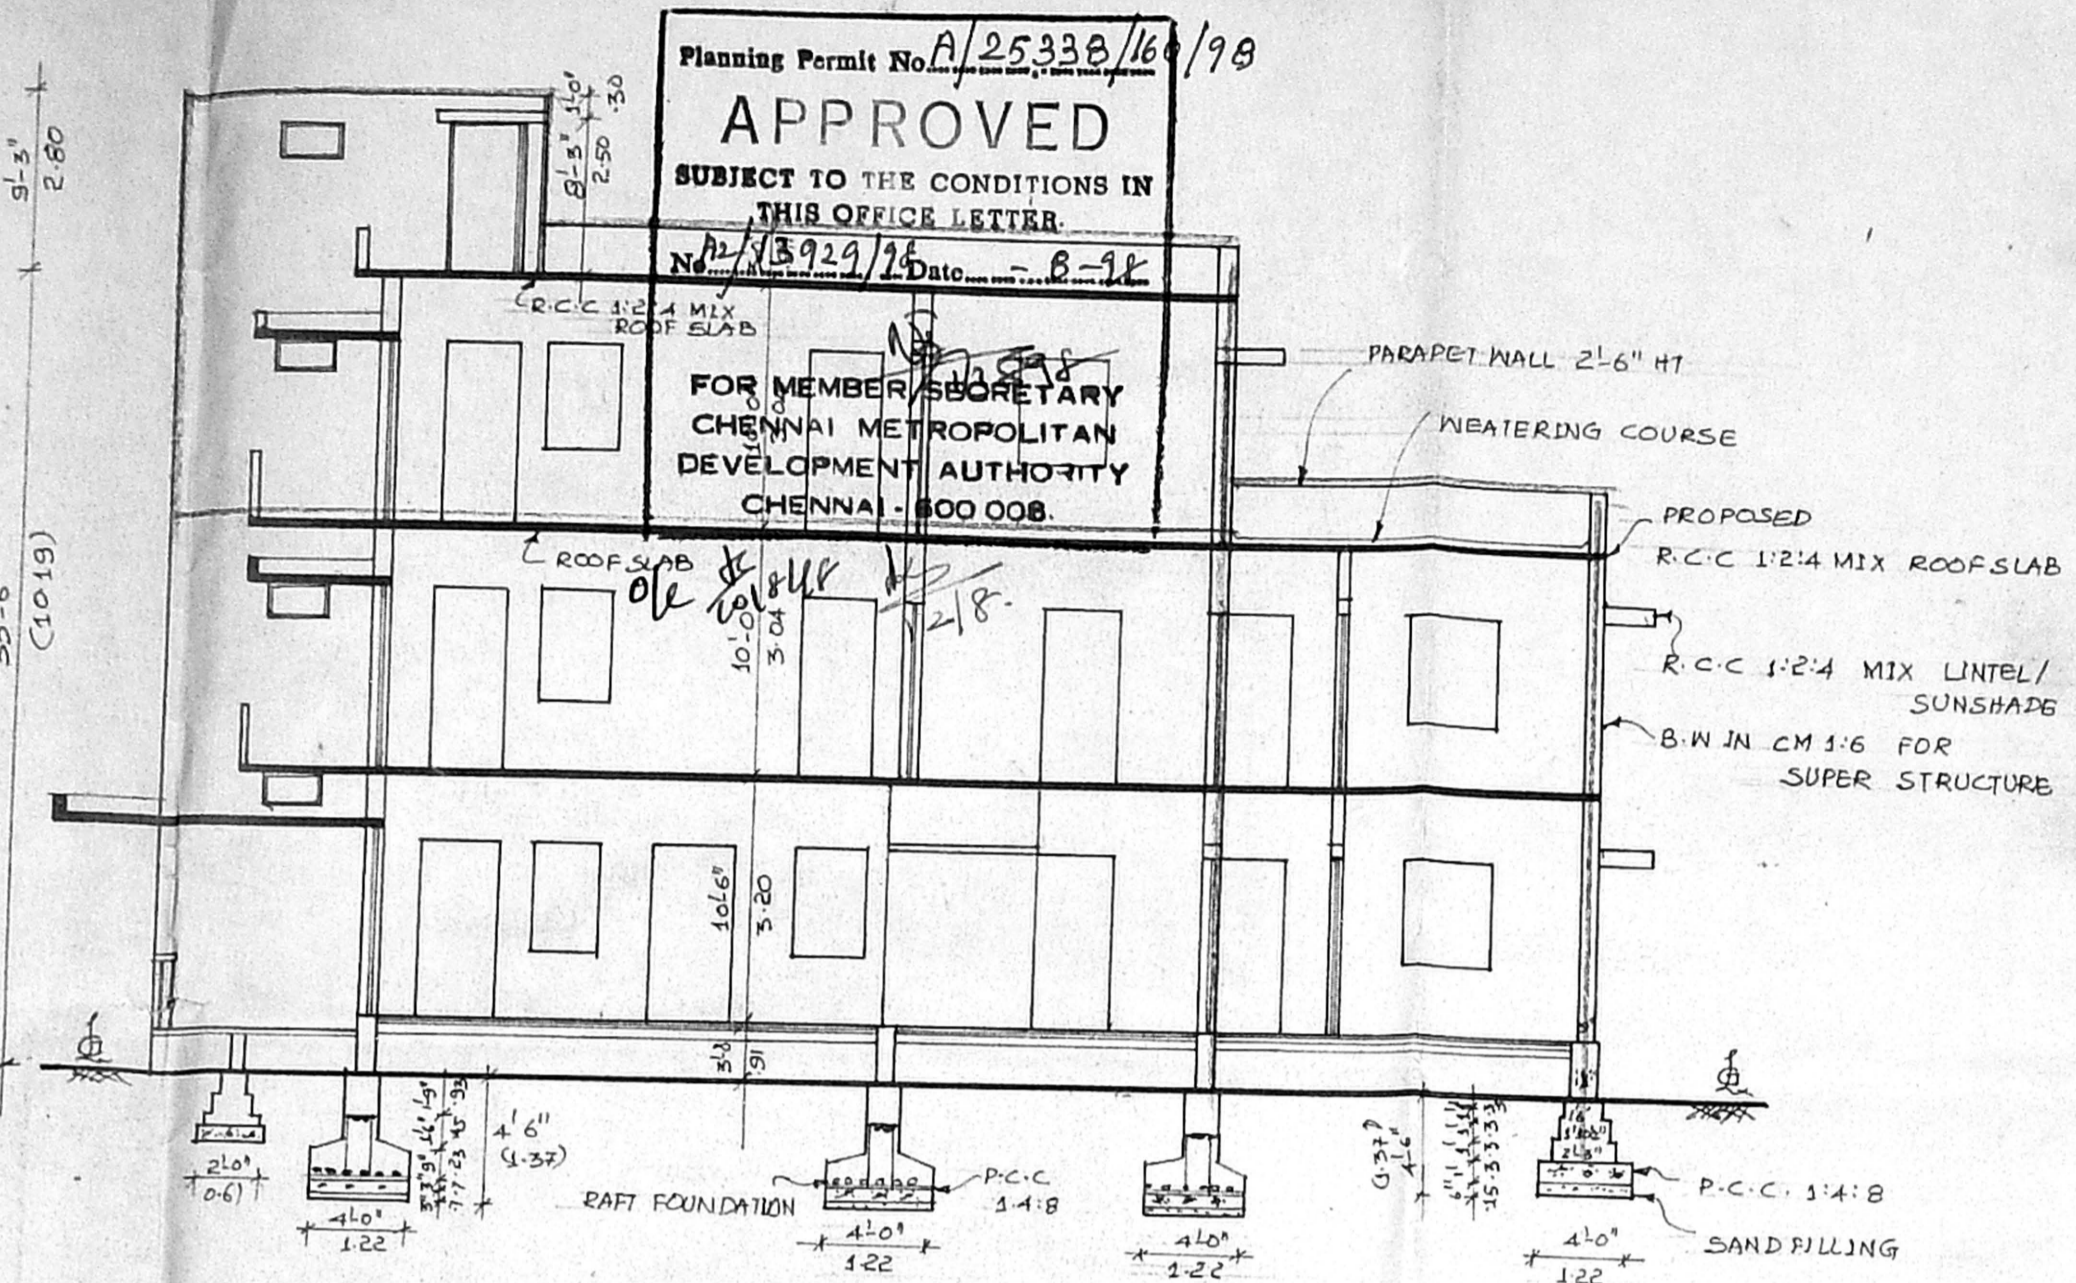 Planning Permit No. A/25338/16 /98
APPROVED
SUBJECT TO THE CONDITIONS IN
THIS OFFICE LETTER.
No. Date - 8-98
FOR MEMBER/SECRETARY
CHENNAI METROPOLITAN
DEVELOPMENT AUTHORITY
CHENNAI - 600 008.
9'-3"
2.80
(10.19)
1'-0"
.30
8'-3"
2.50
R.C.C 1:2:4 MIX
ROOF SLAB
PARAPET WALL 2'-6" HT
WEATERING COURSE
PROPOSED
R.C.C 1:2:4 MIX ROOF SLAB
ROOF SLAB
10'-0"
3.04
R.C.C 1:2:4 MIX LINTEL/
SUNSHADE
B.W IN CM 1:6 FOR
SUPER STRUCTURE
10'-6"
3.20
.91
4'6"
(1.37)
(1.37)
4'-6"
2'-0"
0.61
4'-0"
1.22
RAFT FOUNDATION
P.C.C
1:4:8
4'-0"
1.22
4'-0"
1.22
P.C.C. 1:4:8
SAND FILLING
4'-0"
1.22